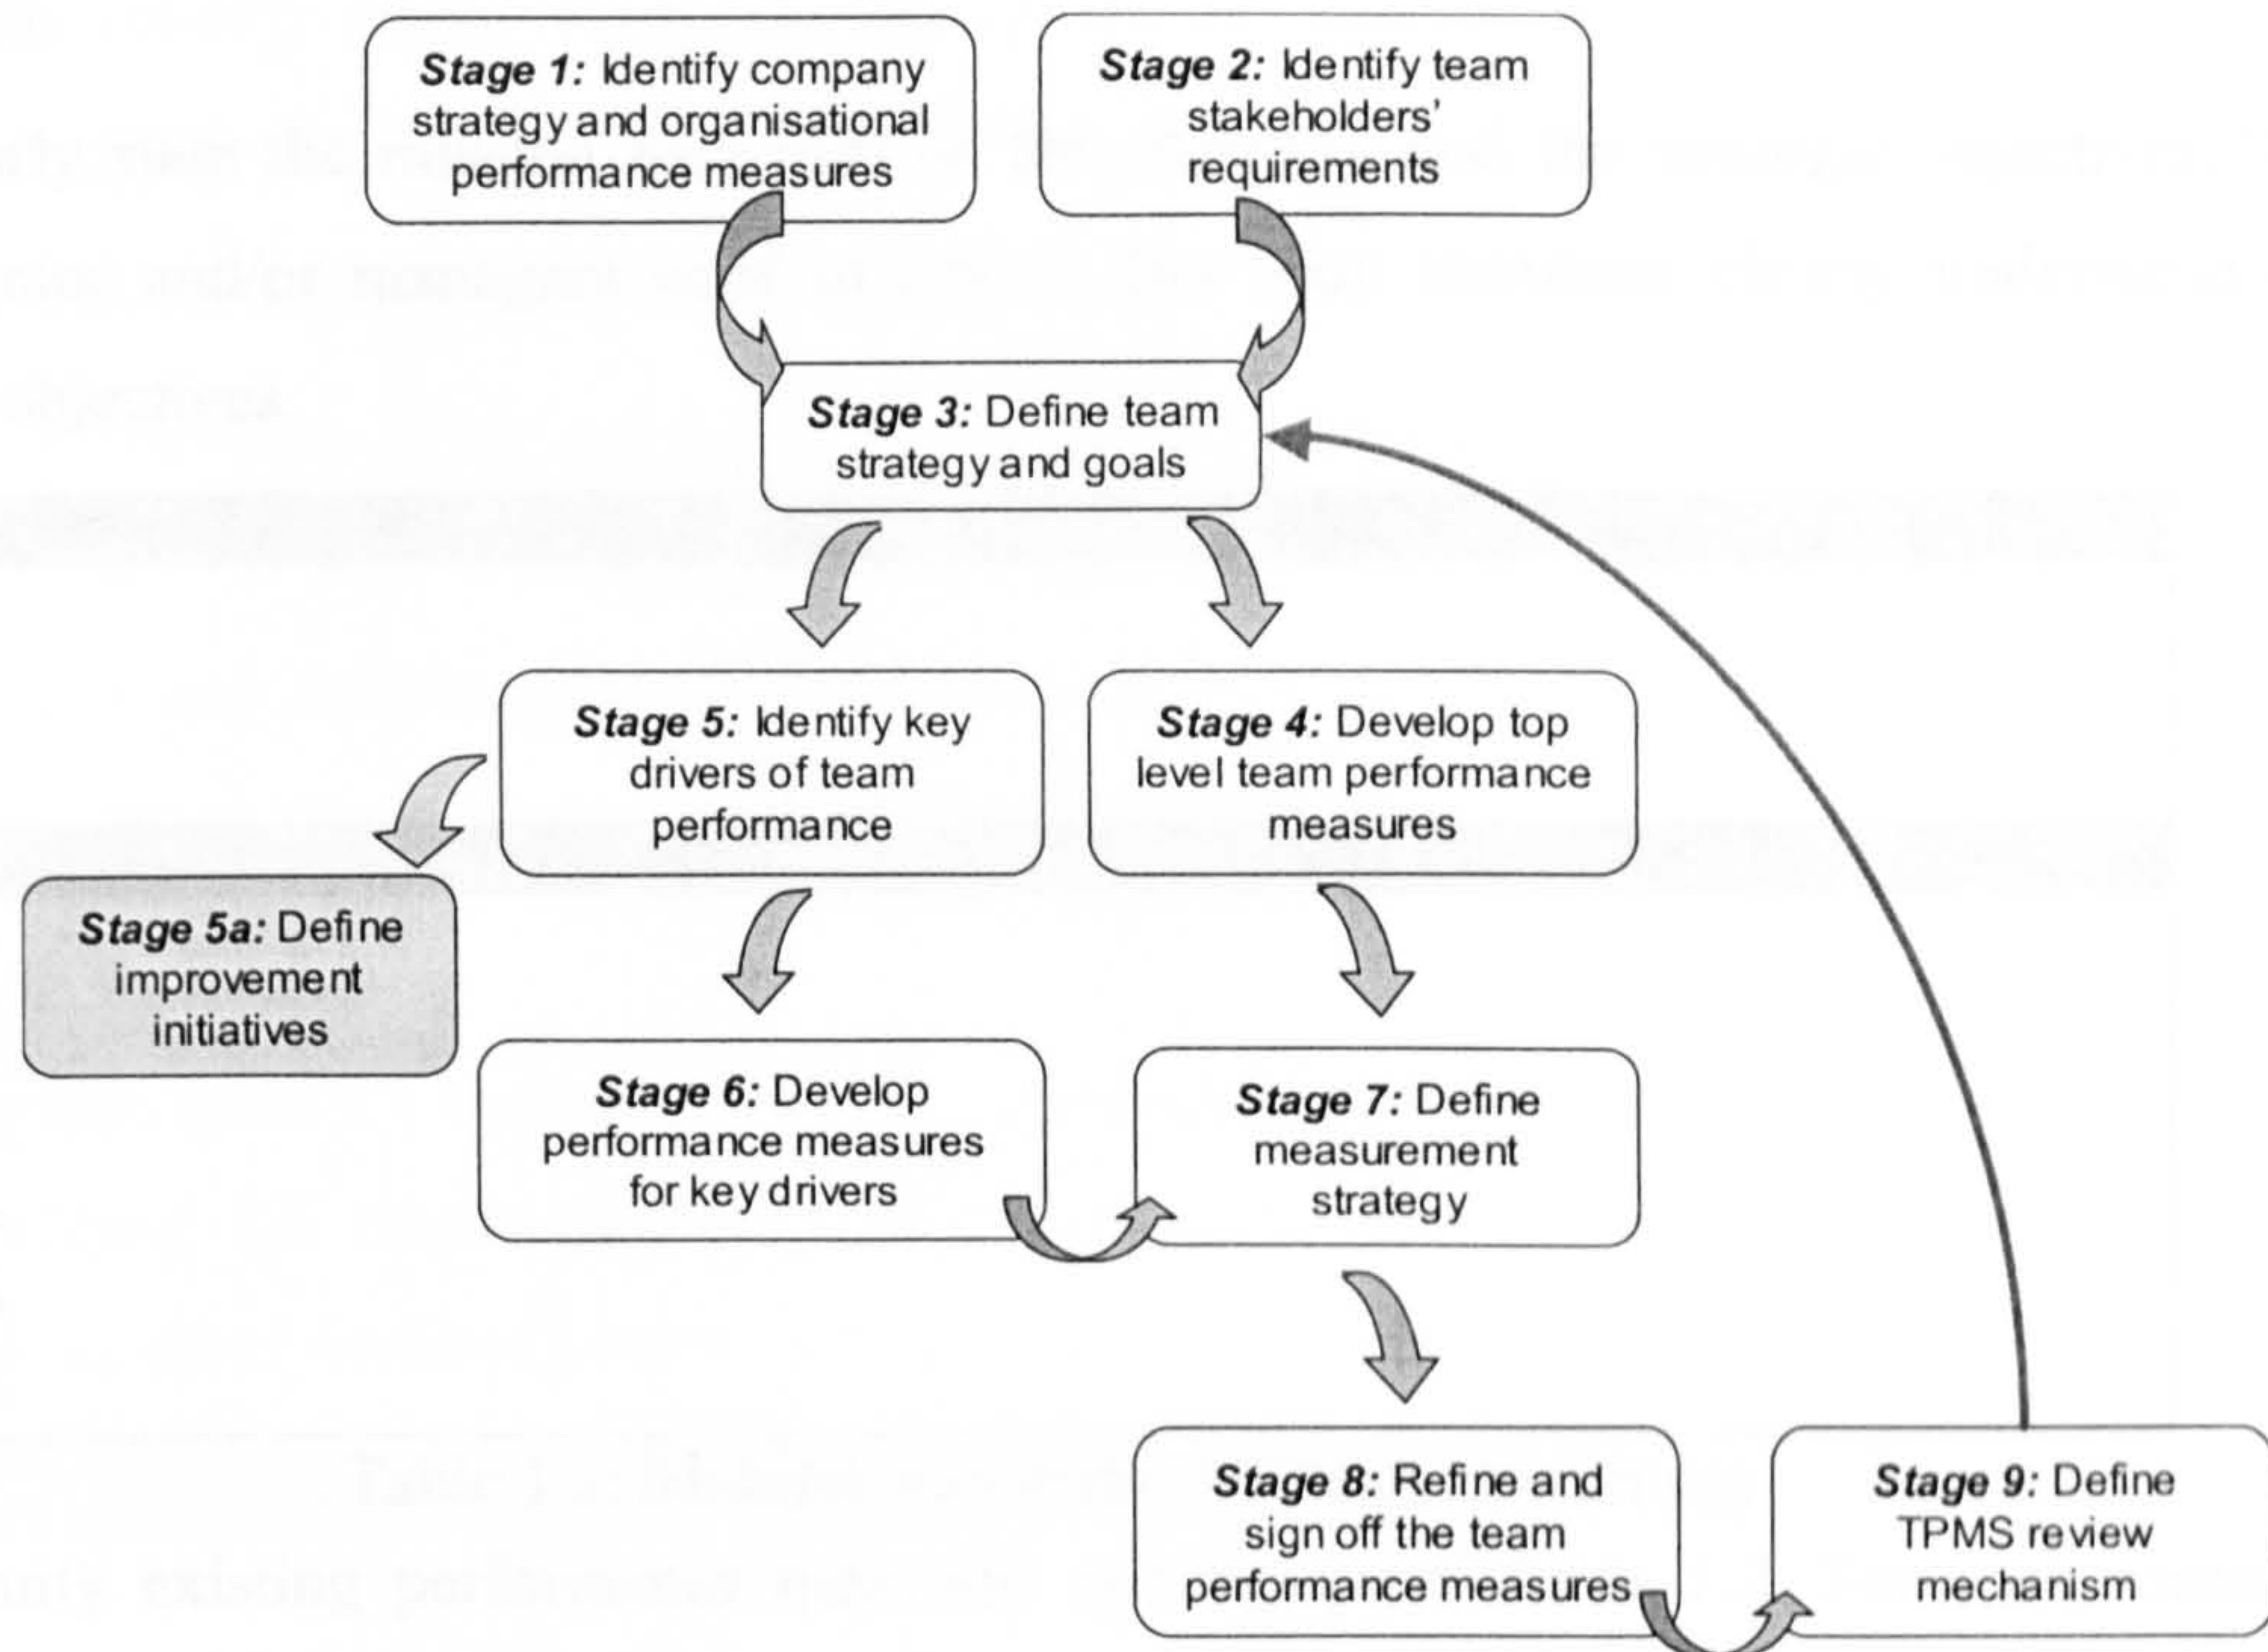 Stage 1: Identify company
strategy and organisational
performance measures
Stage 2: Identify team
stakeholders'
requirements
Stage 3: Define team
strategy and goals
Stage 5: Identify key
drivers of team
performance
Stage 4: Develop top
level team performance
measures
Stage 5a: Define
improvement
initiatives
Stage 6: Develop
performance measures
for key drivers
Stage 7: Define
measurement
strategy
Stage 8: Refine and
sign off the team
performance measures
Stage 9: Define
TPMS review
mechanism